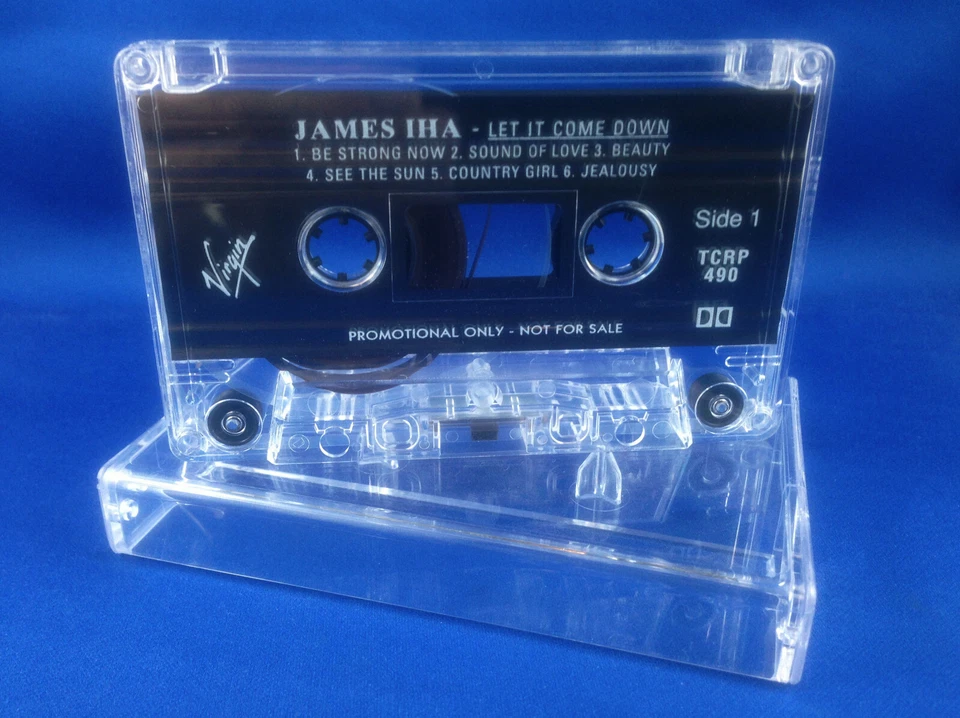 JAMES IHA - LET IT COME DOWN
1. BE STRONG NOW 2. SOUND OF LOVE 3. BEAUTY
4. SEE THE SUN 5. COUNTRY GIRL 6. JEALOUSY
Side 1
Virgin
TCRP
490
PROMOTIONAL ONLY - NOT FOR SALE